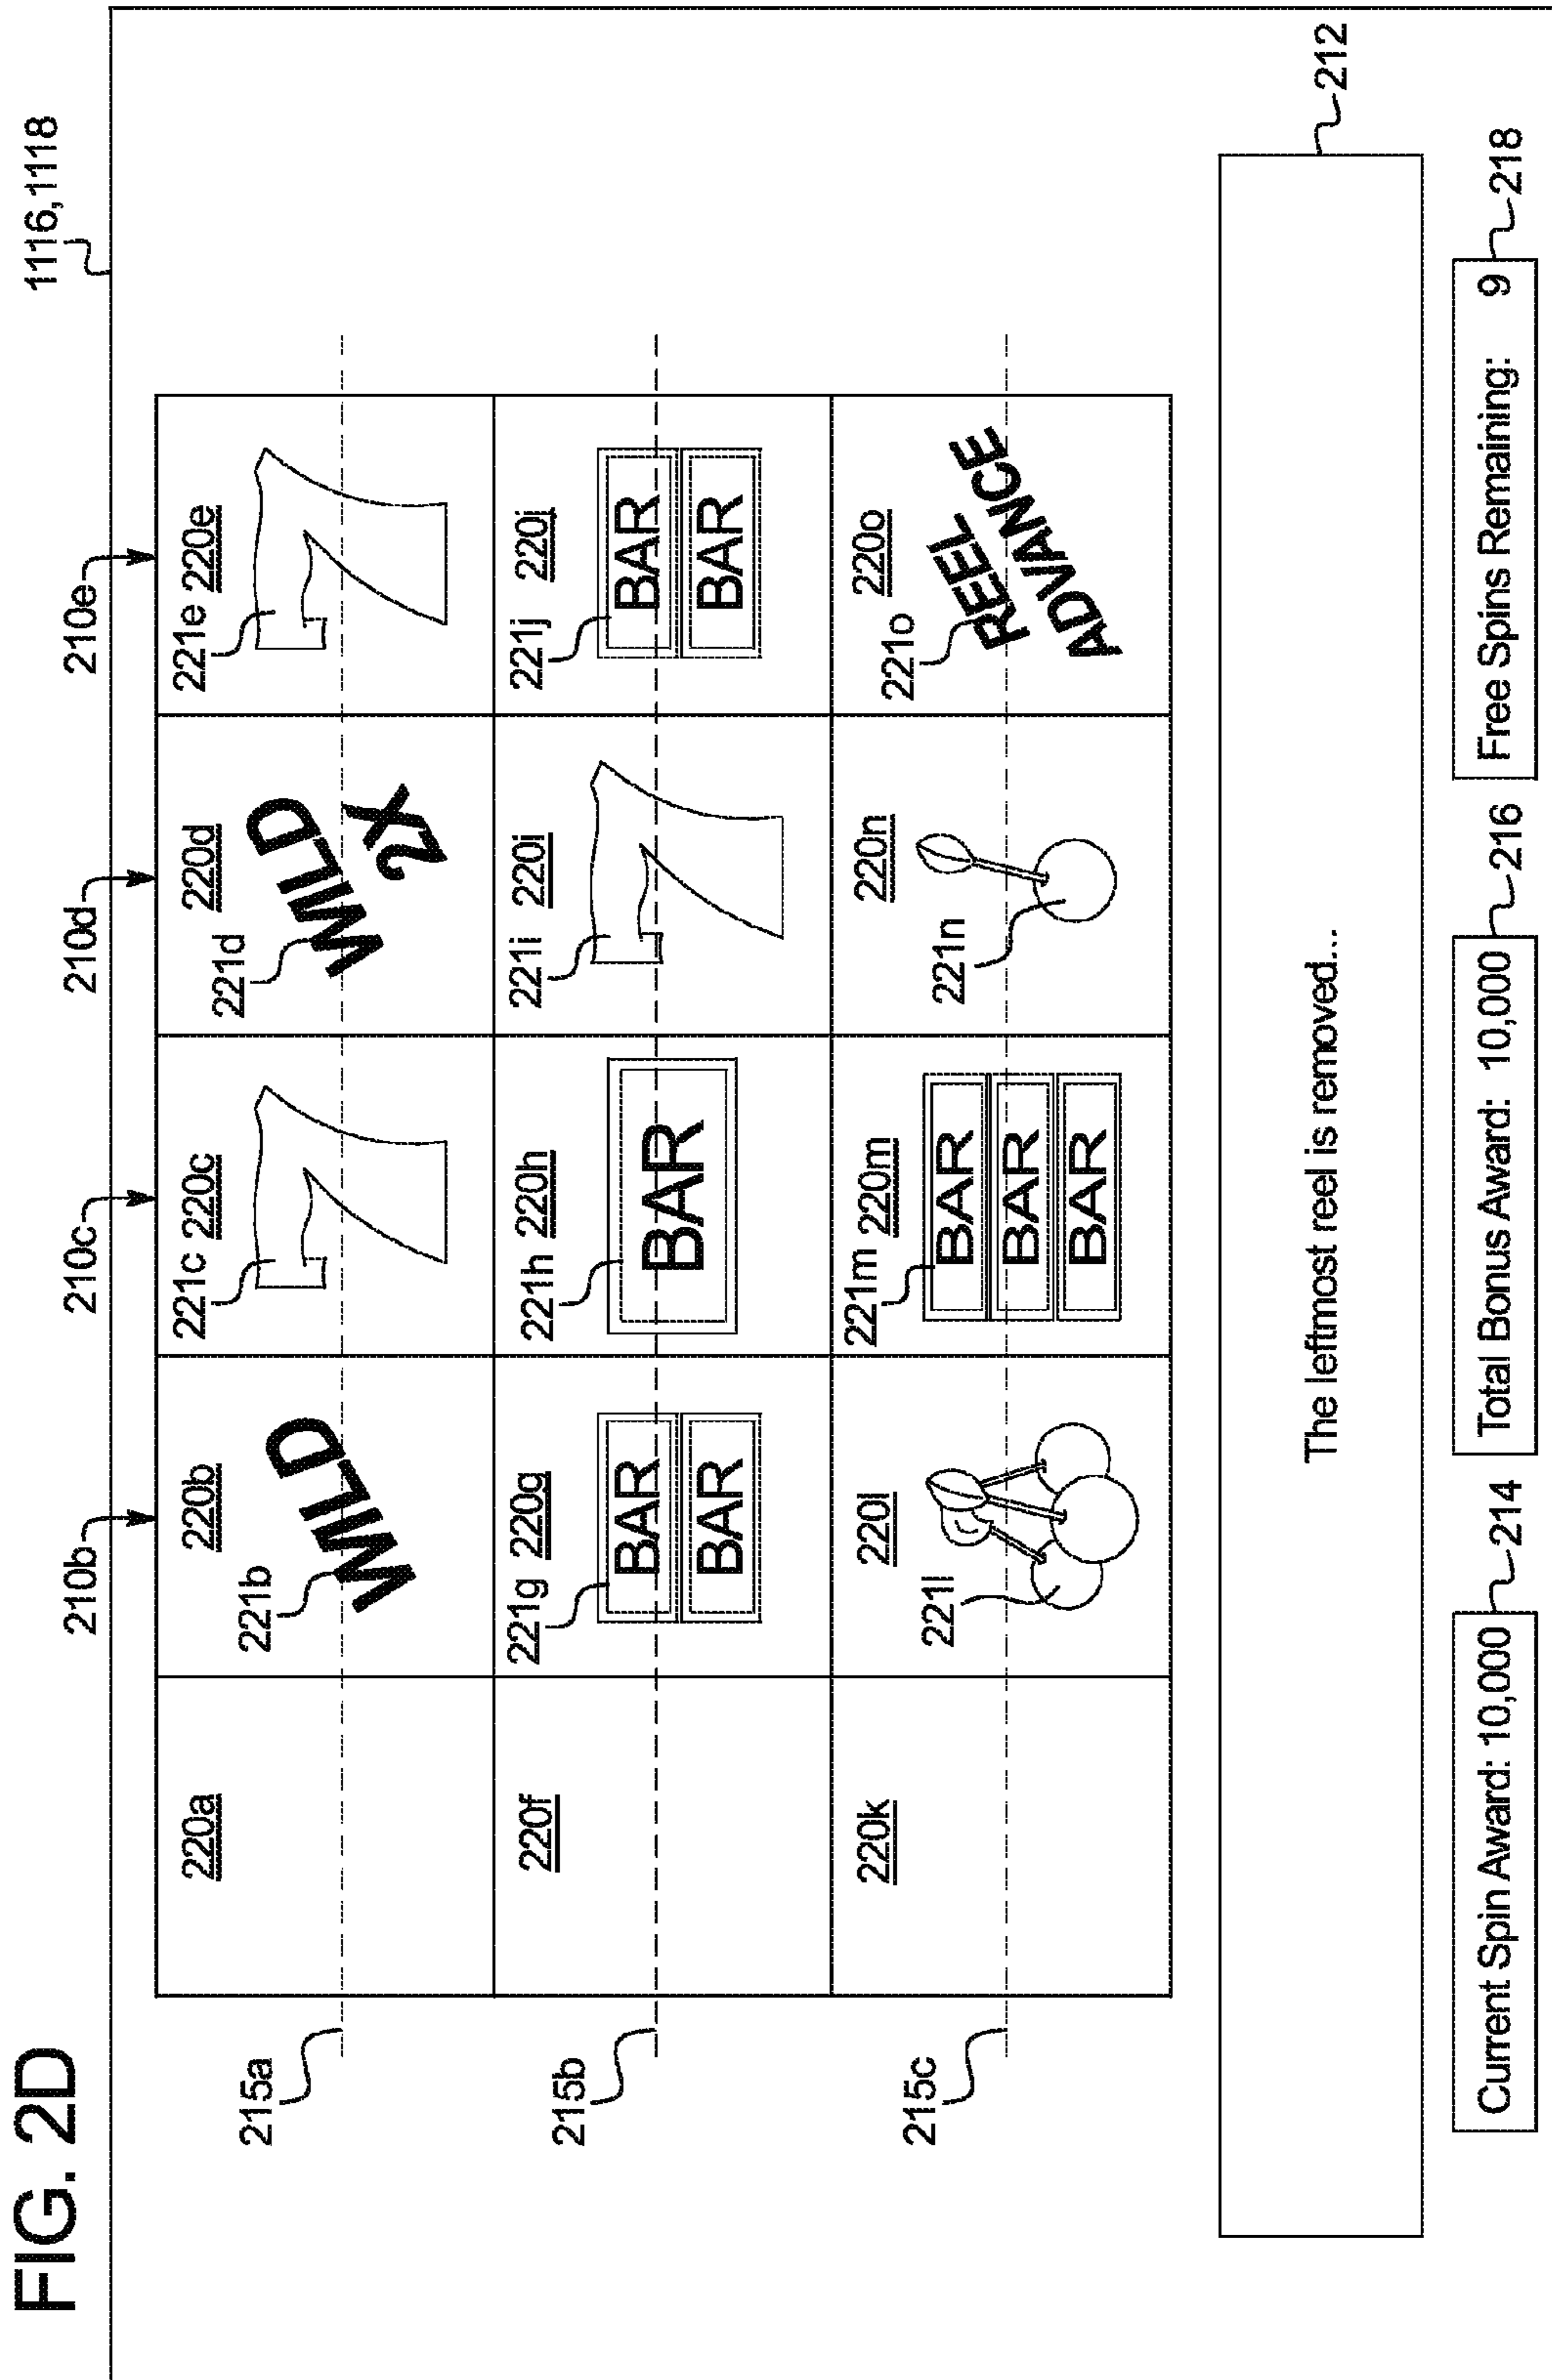 FIG. 2D
1116,1118
210b 210c 210d 210e
220a 220b 221c 220c 220d 221e 220e
221b 221d
WILD 7 WILD 7
2X
215a
220f 221g 220g 221h 220h 220i 221j 220j
221i
BAR BAR 7 BAR
BAR BAR
215b
220k 220l 221m 220m 220n 220o
221l 221n 221o
BAR REEL
BAR ADVANCE
BAR
215c
The leftmost reel is removed...
212
Current Spin Award: 10,000 214 Total Bonus Award: 10,000 216 Free Spins Remaining: 9 218